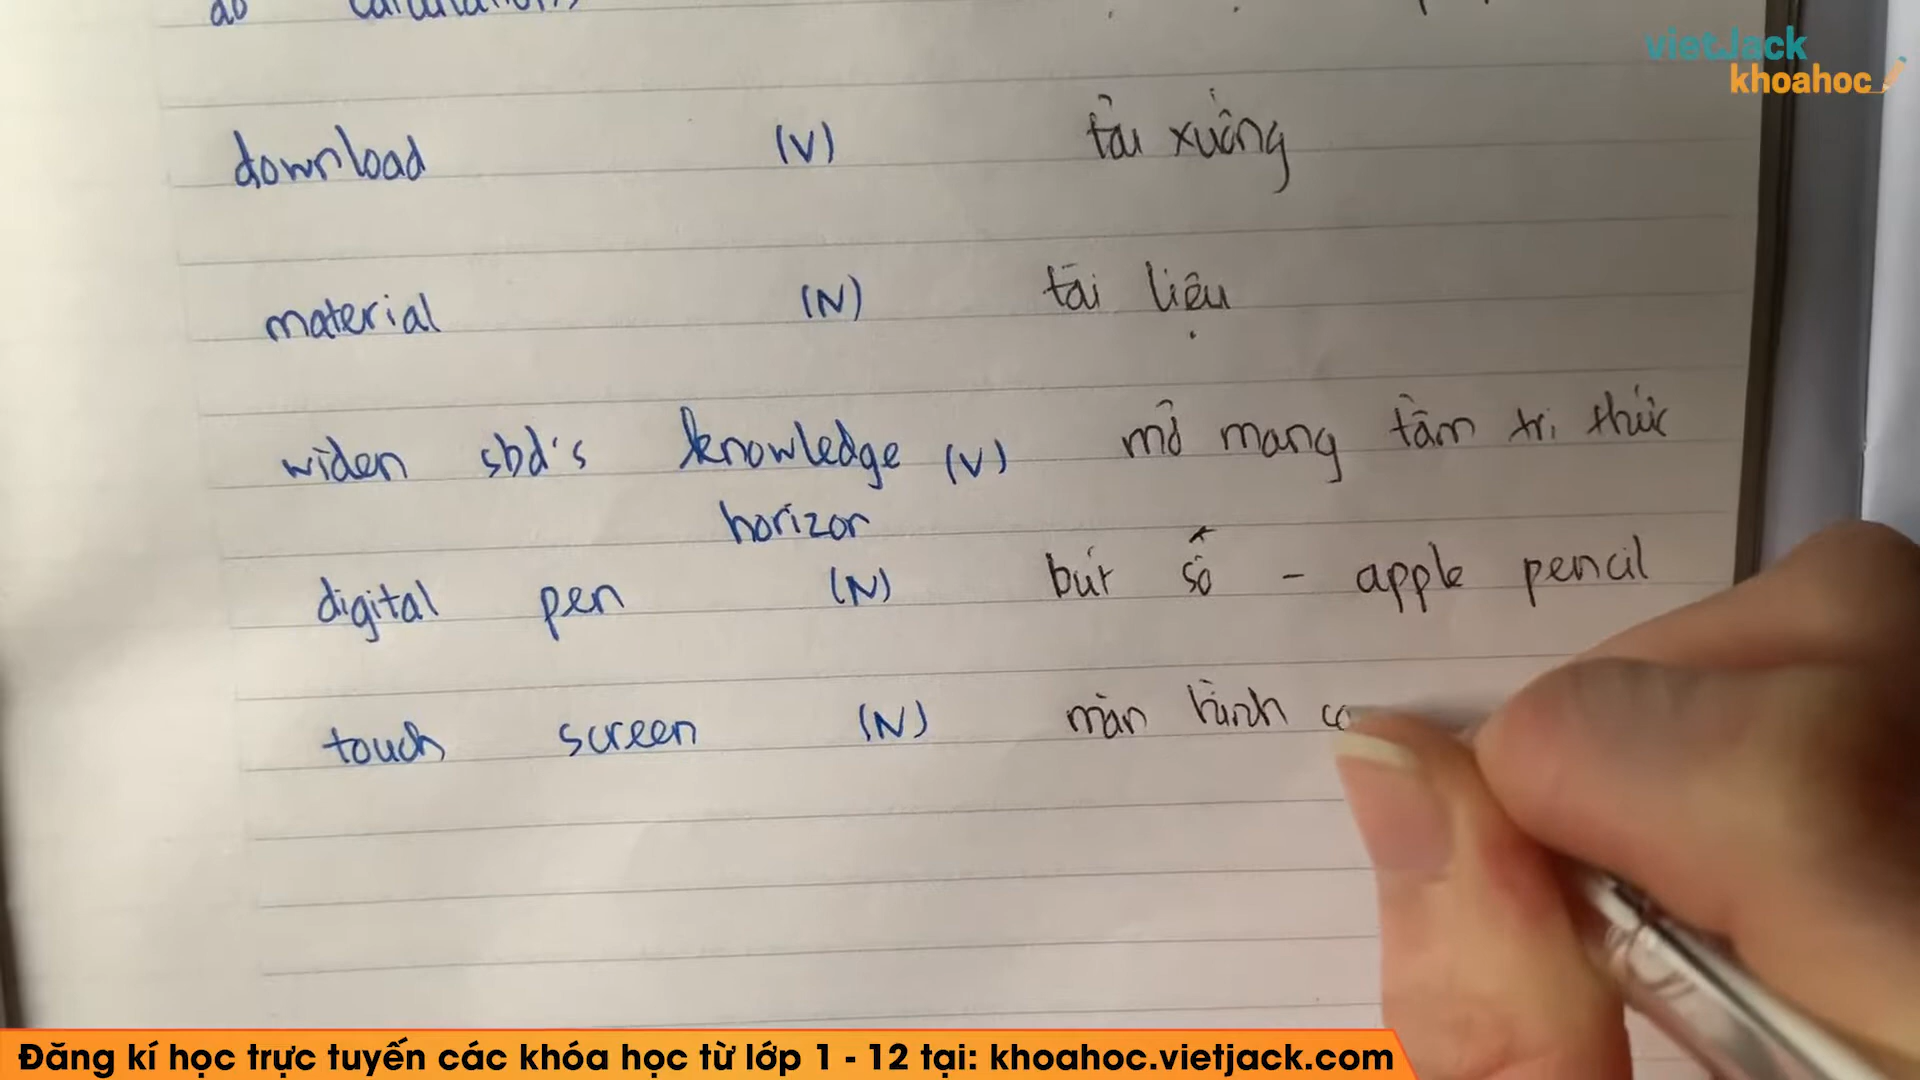 do
vietJack
khoahoc
download (V) tải xuống
material (N) tài liệu
widen sbd's knowledge (V) mở mang tầm tri thức
horizon
digital pen (N) bút số - apple pencil
touch screen (N) màn hình
Đăng kí học trực tuyến các khóa học từ lớp 1 - 12 tại: khoahoc.vietjack.com